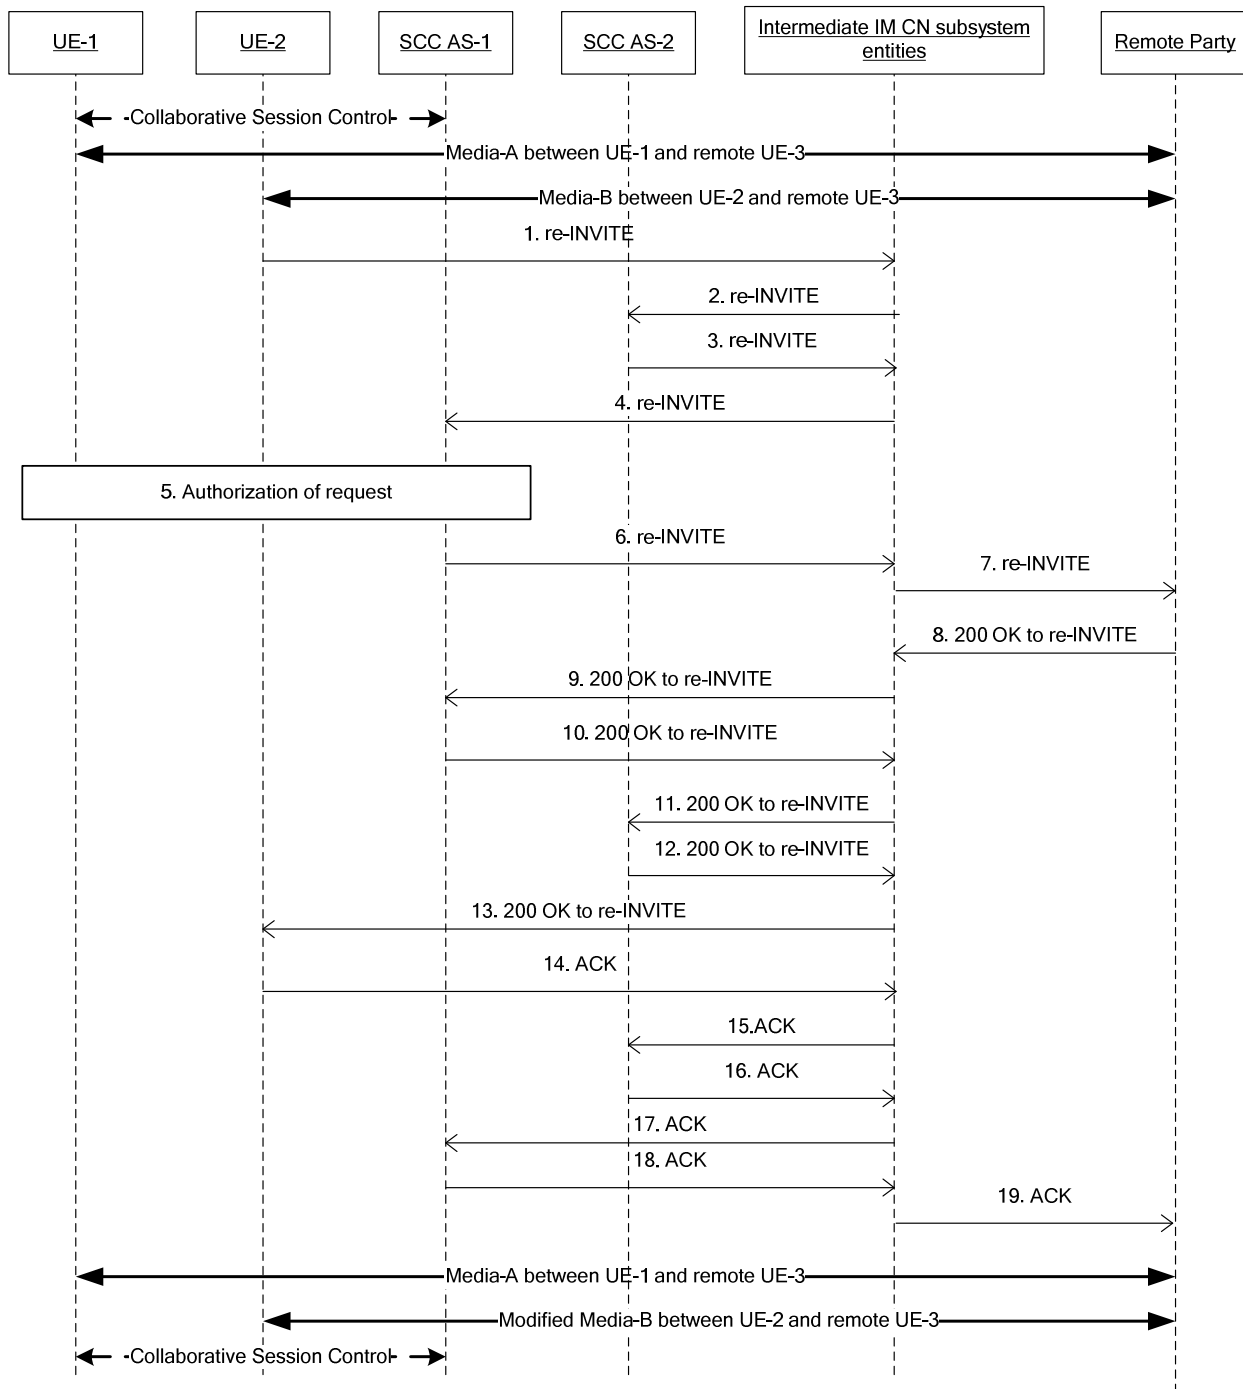 UE-1
UE-2
SCC AS-1
SCC AS-2
Intermediate IM CN subsystem
entities
Remote Party
Collaborative Session Control
Media-A between UE-1 and remote UE-3
Media-B between UE-2 and remote UE-3
1. re-INVITE
2. re-INVITE
3. re-INVITE
4. re-INVITE
5. Authorization of request
6. re-INVITE
7. re-INVITE
8. 200 OK to re-INVITE
9. 200 OK to re-INVITE
10. 200 OK to re-INVITE
11. 200 OK to re-INVITE
12. 200 OK to re-INVITE
13. 200 OK to re-INVITE
14. ACK
15.ACK
16. ACK
17. ACK
18. ACK
19. ACK
Media-A between UE-1 and remote UE-3
Modified Media-B between UE-2 and remote UE-3
Collaborative Session Control